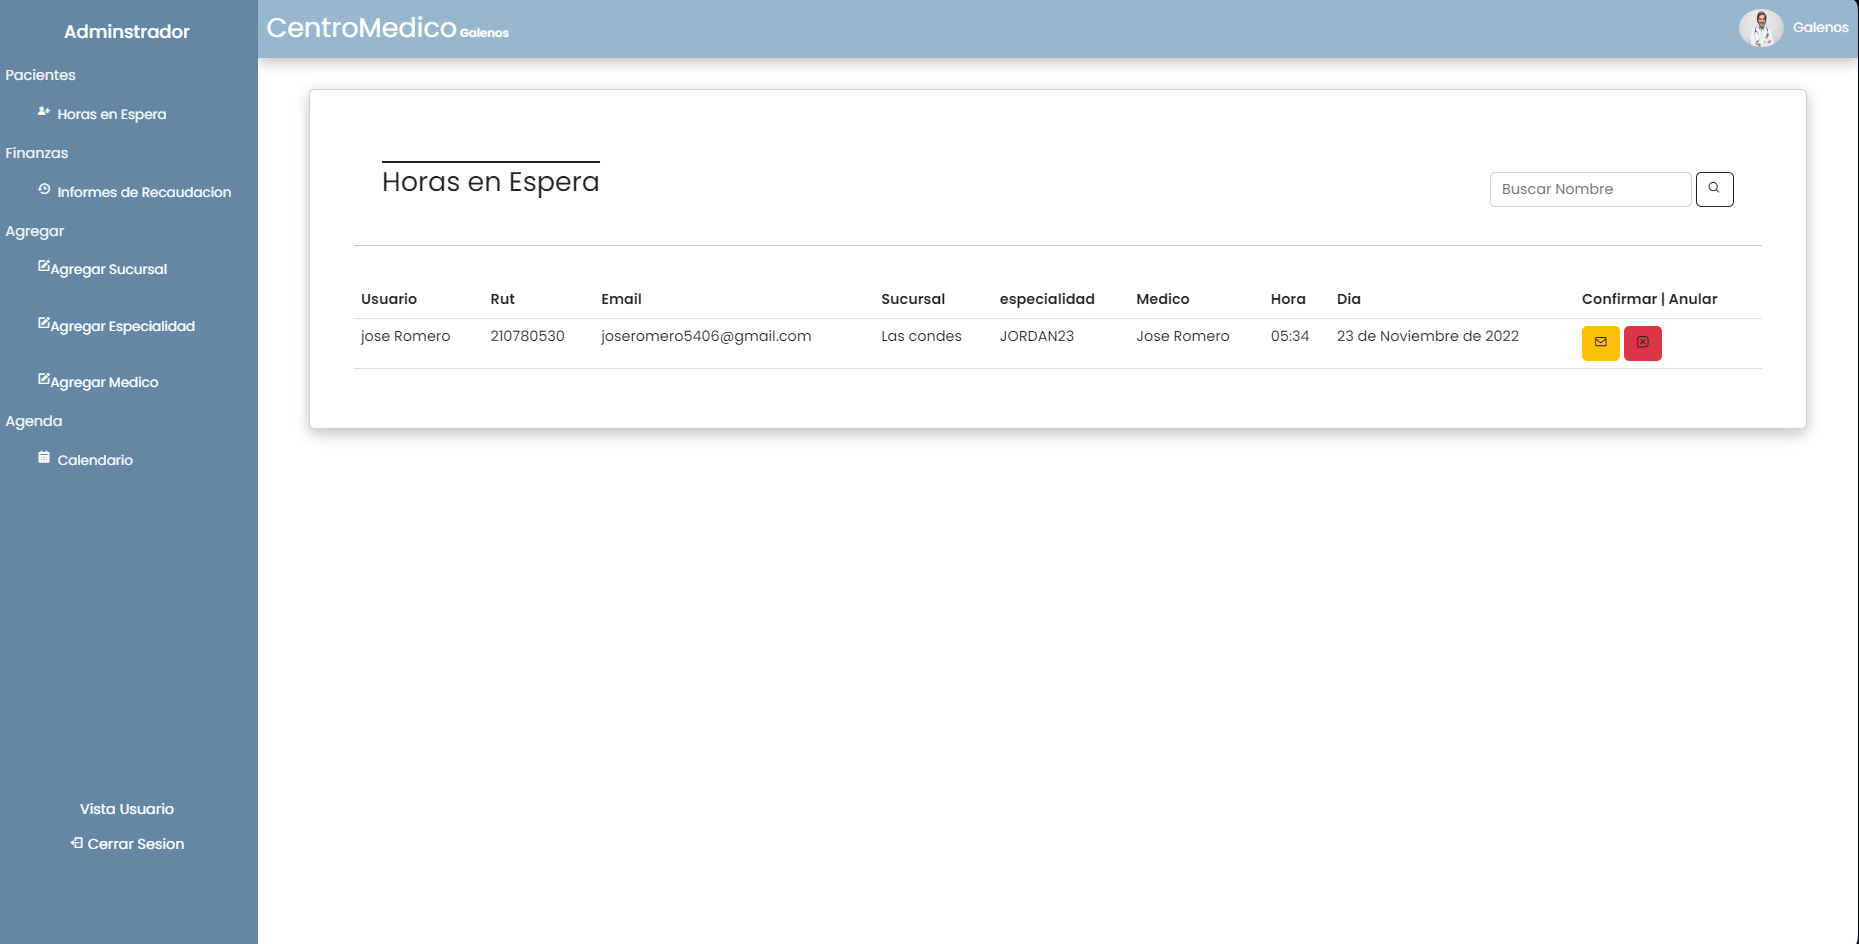 Adminstrador
Pacientes
Horas en Espera
Finanzas
Informes de Recaudacion
Agregar
Agregar Sucursal
Agregar Especialidad
Agregar Medico
Agenda
Calendario
Vista Usuario
Cerrar Sesion
CentroMedico Galenos
Galenos
Horas en Espera
Buscar Nombre
Usuario Rut Email Sucursal especialidad Medico Hora Dia Confirmar | Anular
jose Romero 210780530 joseromero5406@gmail.com Las condes JORDAN23 Jose Romero 05:34 23 de Noviembre de 2022